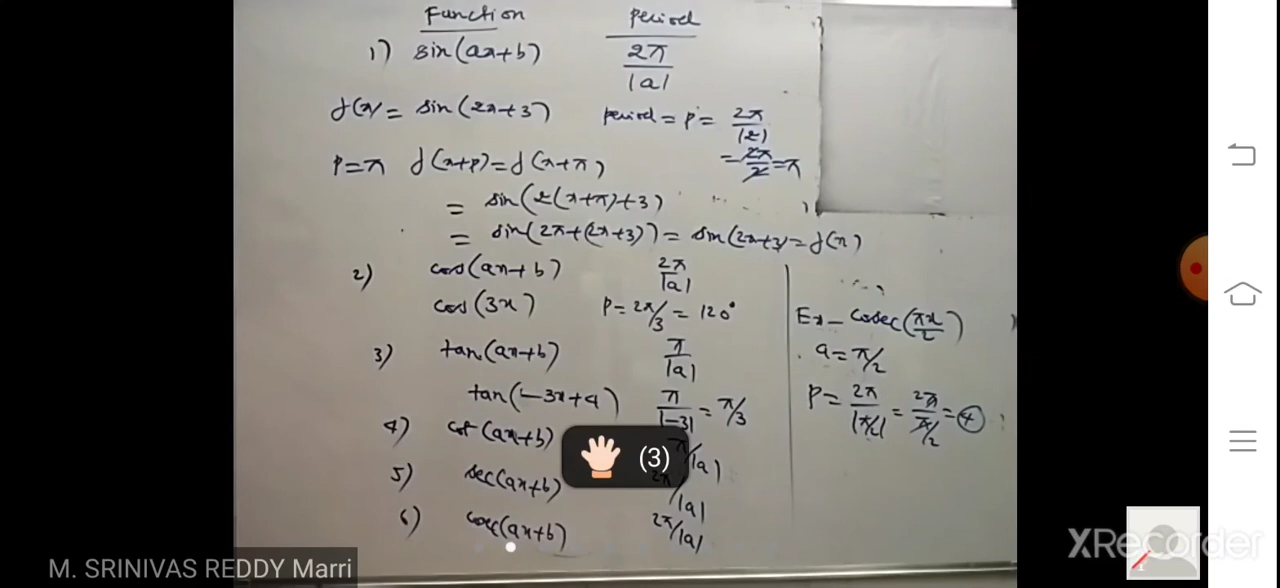 Function period
1) sin(ax+b) 2π/|a|
f(x) = sin(2x+3) period = p = 2π/|2|
= 2π/2 = π
P=π f(x+p) = f(x+π)
= sin(2(x+π)+3)
= sin(2π+(2x+3)) = sin(2x+3) = f(x)
2) cos(ax+b) 2π/|a|
cos(3x) P = 2π/3 = 120°
3) tan(ax+b) π/|a|
tan(-3x+4) π/|-3| = π/3
4) cot(ax+b) π/|a|
5) sec(ax+b) 2π/|a|
6) cosec(ax+b) 2π/|a|
Ex- Cosec(πx/2)
a = π/2
P = 2π/|π/2| = 2π/π/2 = 4
(3)
M. SRINIVAS REDDY Marri
XRecorder